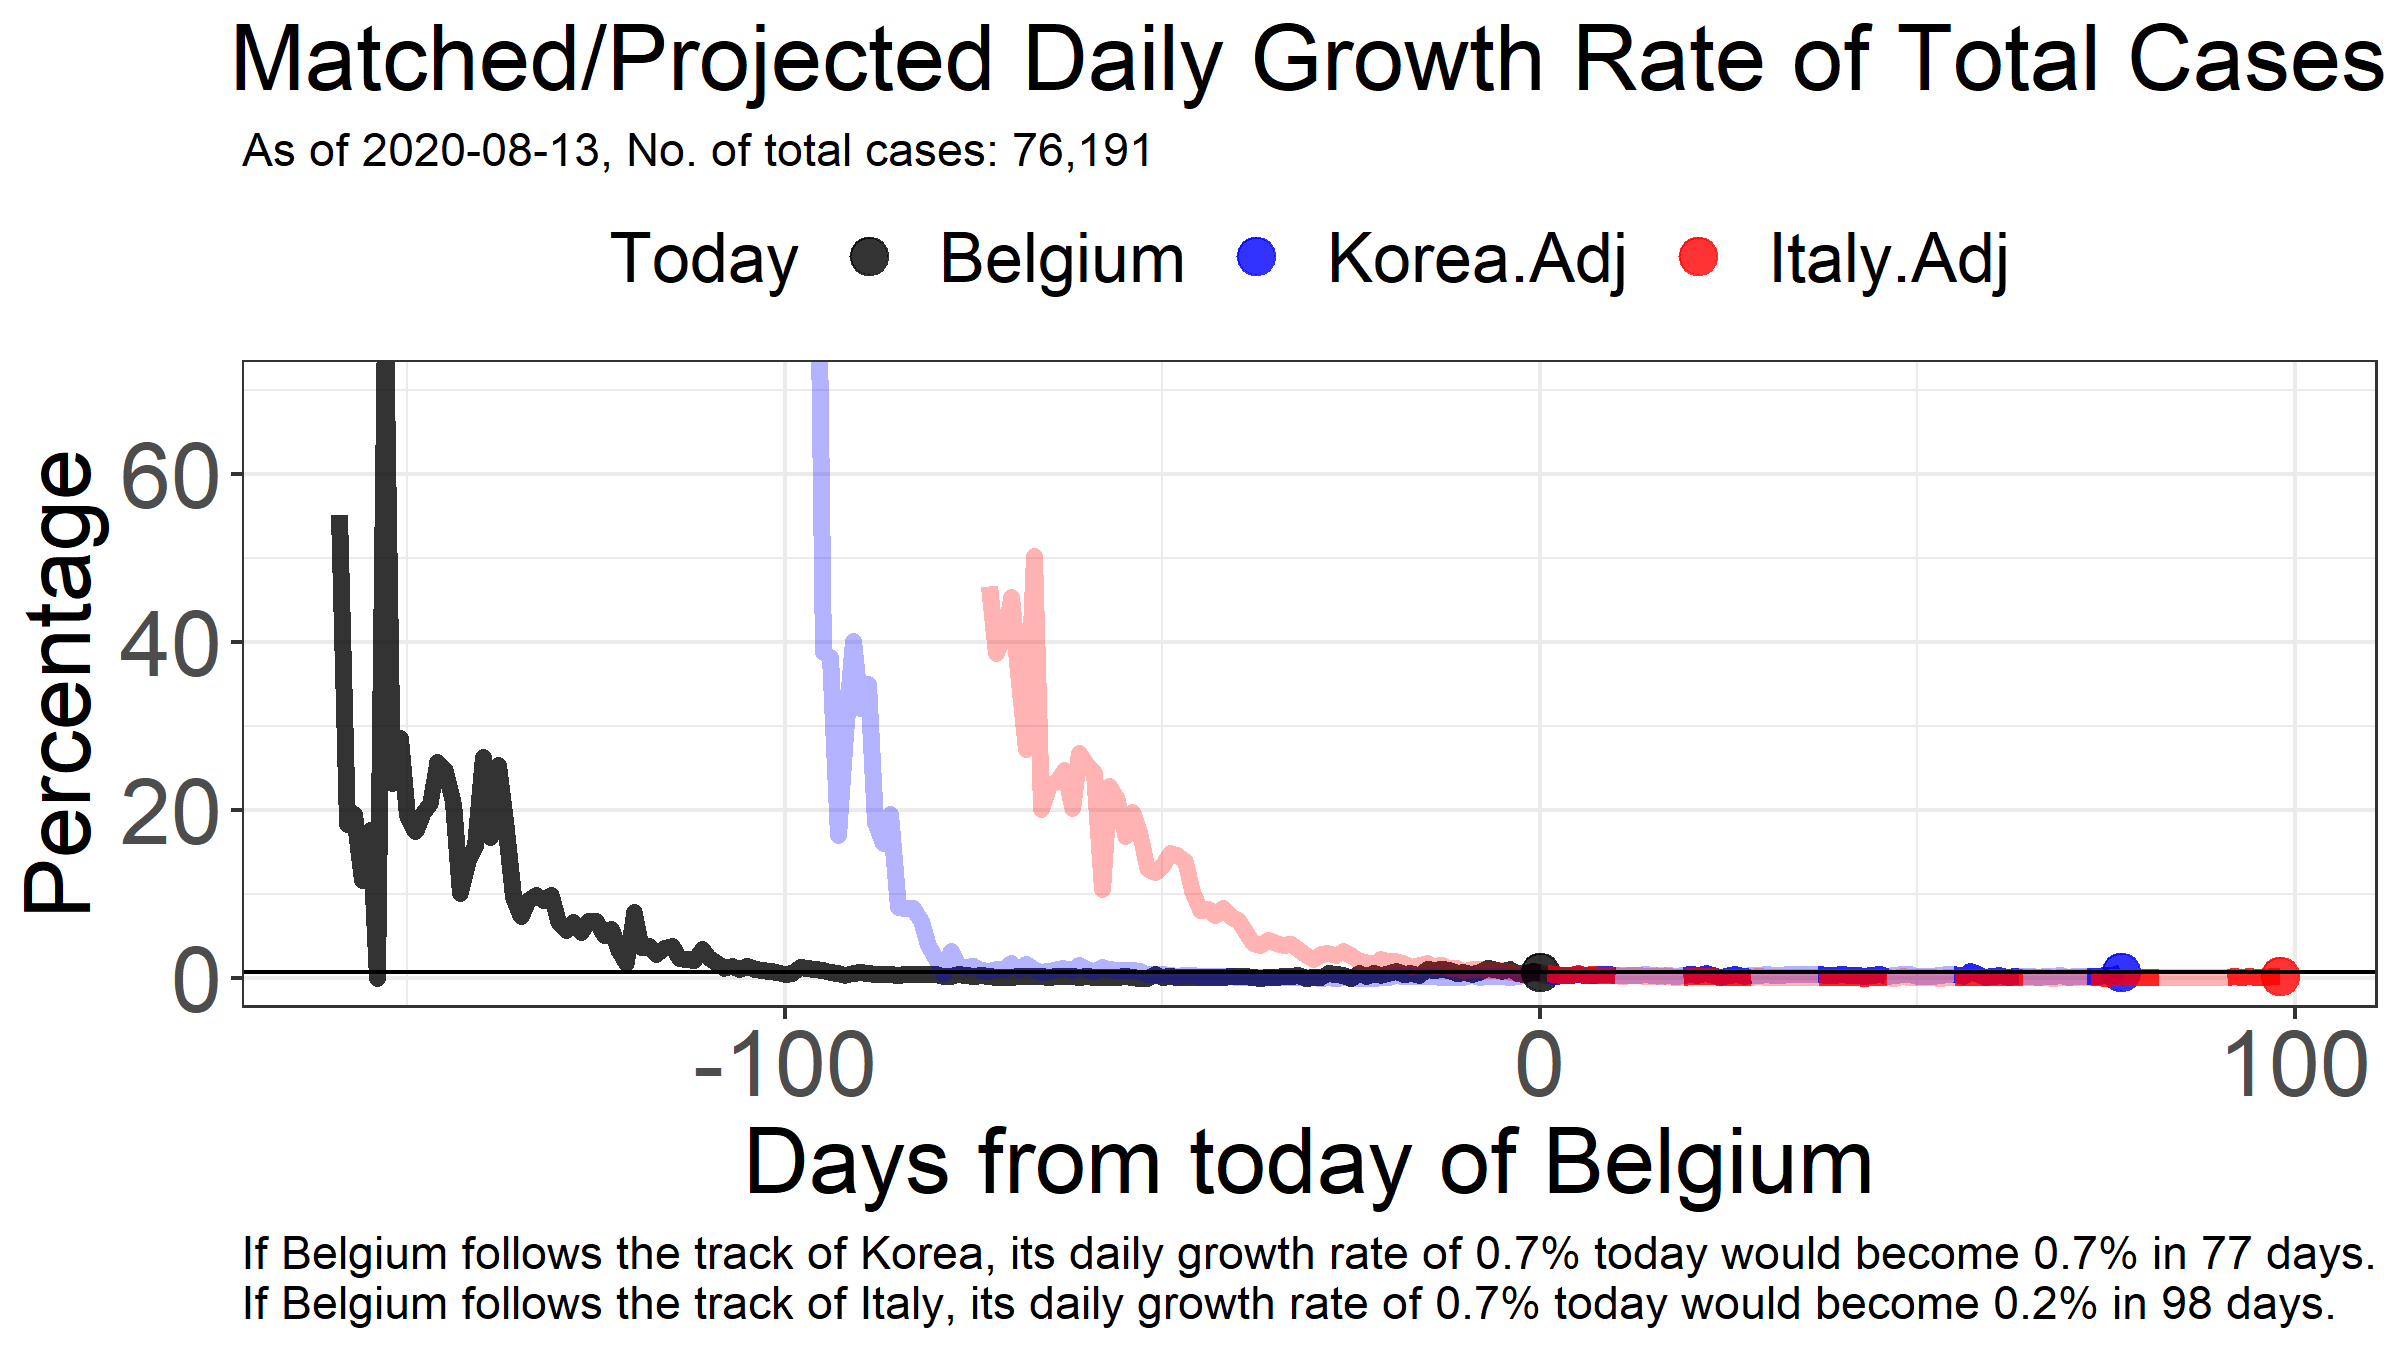 Matched/Projected Daily Growth Rate of Total Cases
As of 2020-08-13, No. of total cases: 76,191
Today Belgium Korea.Adj Italy.Adj
Percentage
60
40
20
0
-100 0 100
Days from today of Belgium
If Belgium follows the track of Korea, its daily growth rate of 0.7% today would become 0.7% in 77 days.
If Belgium follows the track of Italy, its daily growth rate of 0.7% today would become 0.2% in 98 days.